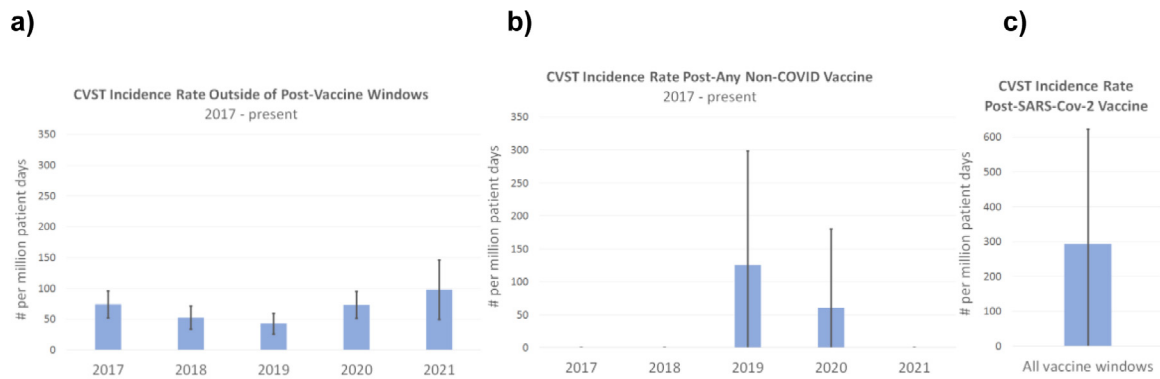 a)
CVST Incidence Rate Outside of Post-Vaccine Windows
2017 - present
# per million patient days
350
300
250
200
150
100
50
0
2017 2018 2019 2020 2021
b)
CVST Incidence Rate Post-Any Non-COVID Vaccine
2017 - present
# per million patient days
350
300
250
200
150
100
50
0
2017 2018 2019 2020 2021
c)
CVST Incidence Rate
Post-SARS-Cov-2 Vaccine
# per million patient days
600
500
400
300
200
100
0
All vaccine windows